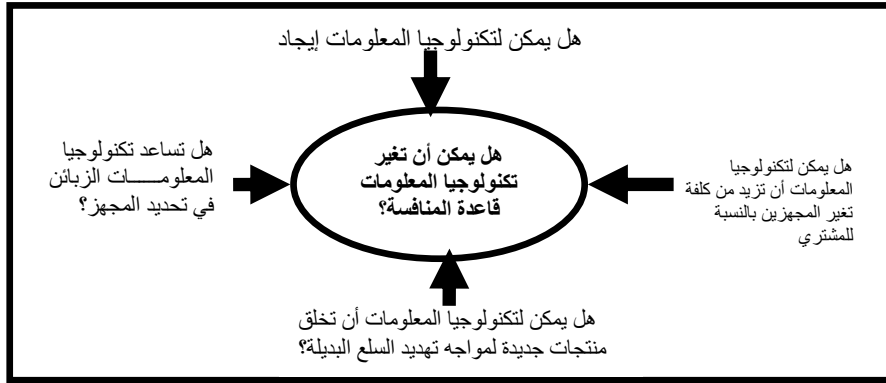 هل يمكن لتكنولوجيا المعلومات إيجاد
هل تساعد تكنولوجيا
المعلومـــــات الزبائن
في تحديد المجهز؟
هل يمكن أن تغير
تكنولوجيا المعلومات
قاعدة المنافسة؟
هل يمكن لتكنولوجيا
المعلومات أن تزيد من كلفة
تغير المجهزين بالنسبة
للمشتري
هل يمكن لتكنولوجيا المعلومات أن تخلق
منتجات جديدة لمواجه تهديد السلع البديلة؟